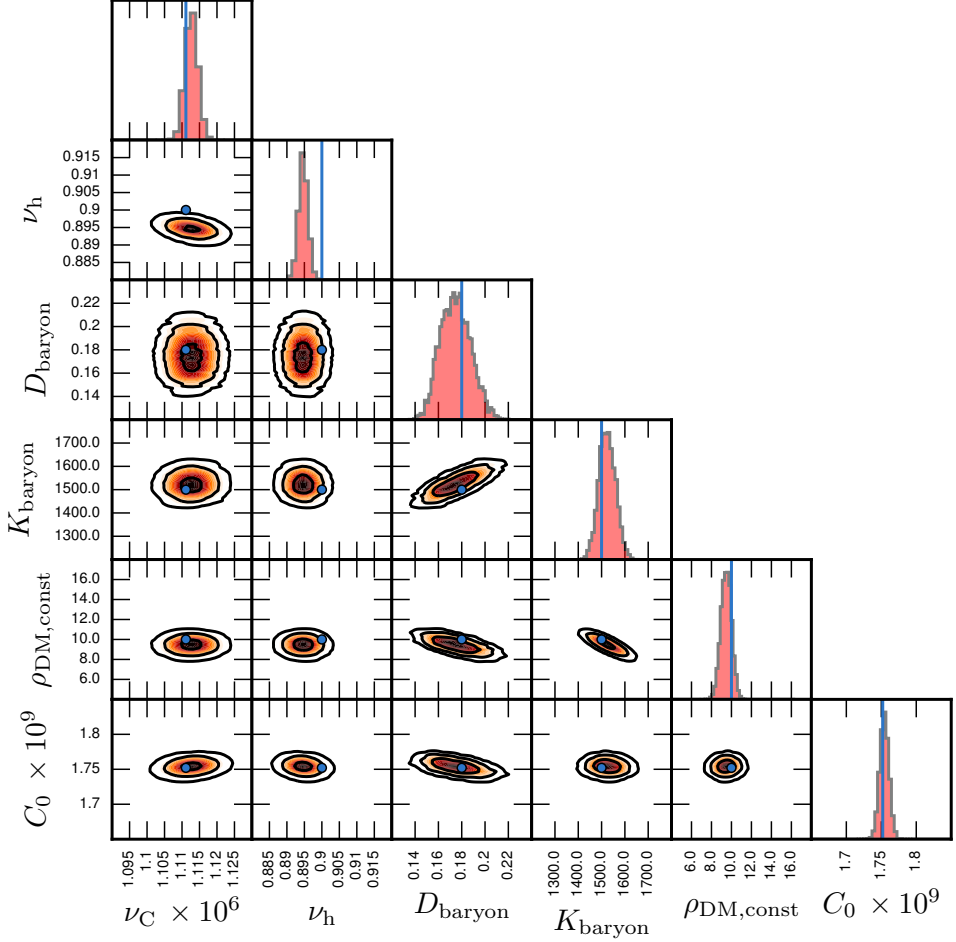 0.915
0.91
0.905
0.9
0.895
0.89
0.885
ν_h
0.22
0.2
0.18
0.16
0.14
D_baryon
1700.0
1600.0
1500.0
1400.0
1300.0
K_baryon
16.0
14.0
12.0
10.0
8.0
6.0
ρ_DM,const
1.8
1.75
1.7
C_0 × 10^9
1.095 1.1 1.105 1.11 1.115 1.12 1.125
0.885 0.89 0.895 0.9 0.905 0.91 0.915
0.14 0.16 0.18 0.2 0.22
1300.0 1400.0 1500.0 1600.0 1700.0
6.0 8.0 10.0 12.0 14.0 16.0
1.7 1.75 1.8
ν_C × 10^6
ν_h
D_baryon
K_baryon
ρ_DM,const
C_0 × 10^9